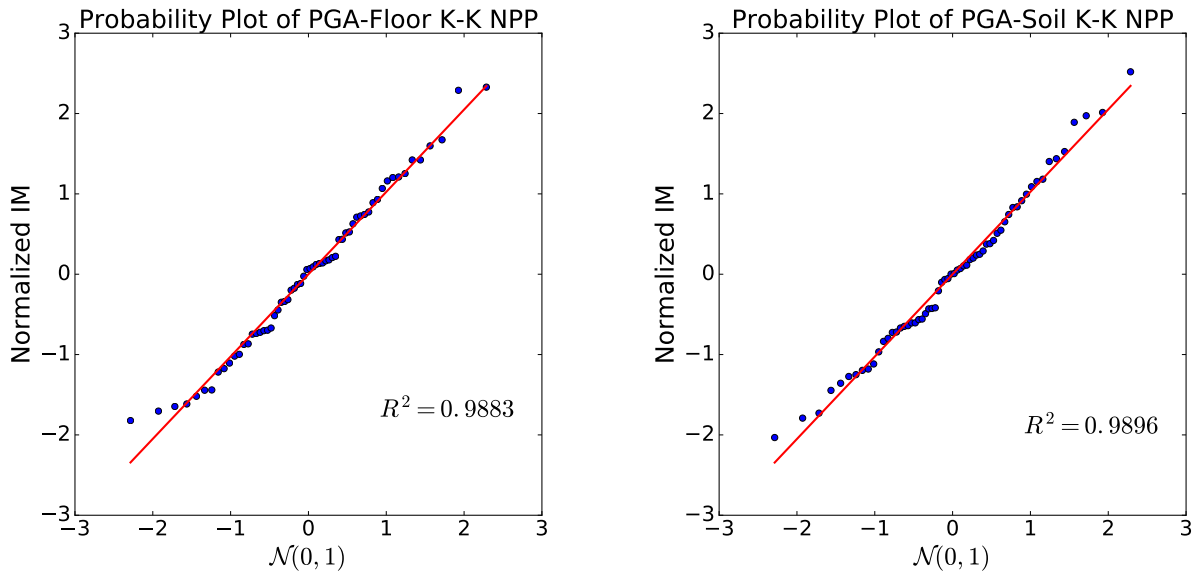 Probability Plot of PGA-Floor K-K NPP
3
2
1
0
−1
−2
−3
Normalized IM
R² = 0.9883
−3 −2 −1 0 1 2 3
𝒩(0, 1)
Probability Plot of PGA-Soil K-K NPP
3
2
1
0
−1
−2
−3
Normalized IM
R² = 0.9896
−3 −2 −1 0 1 2 3
𝒩(0, 1)